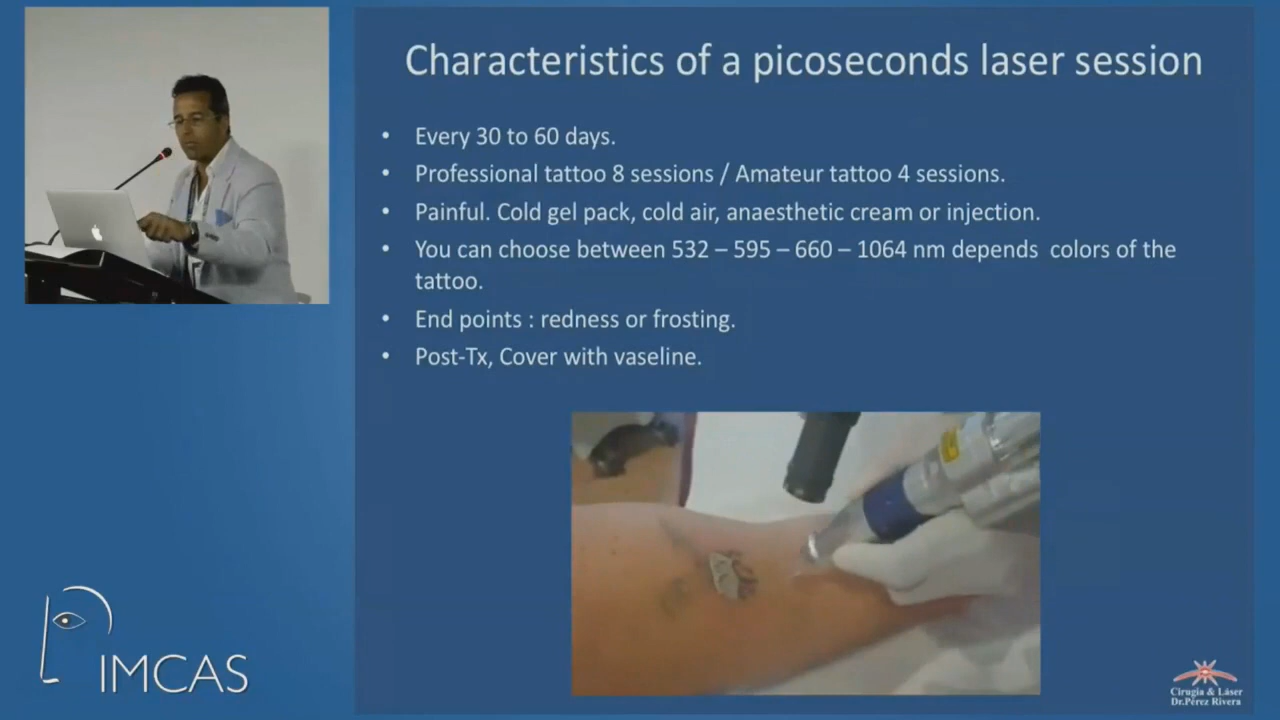 Characteristics of a picoseconds laser session
• Every 30 to 60 days.
• Professional tattoo 8 sessions / Amateur tattoo 4 sessions.
• Painful. Cold gel pack, cold air, anaesthetic cream or injection.
• You can choose between 532 – 595 – 660 – 1064 nm depends colors of the
tattoo.
• End points : redness or frosting.
• Post-Tx, Cover with vaseline.
IMCAS
Cirugía & Láser
Dr.Pérez Rivera